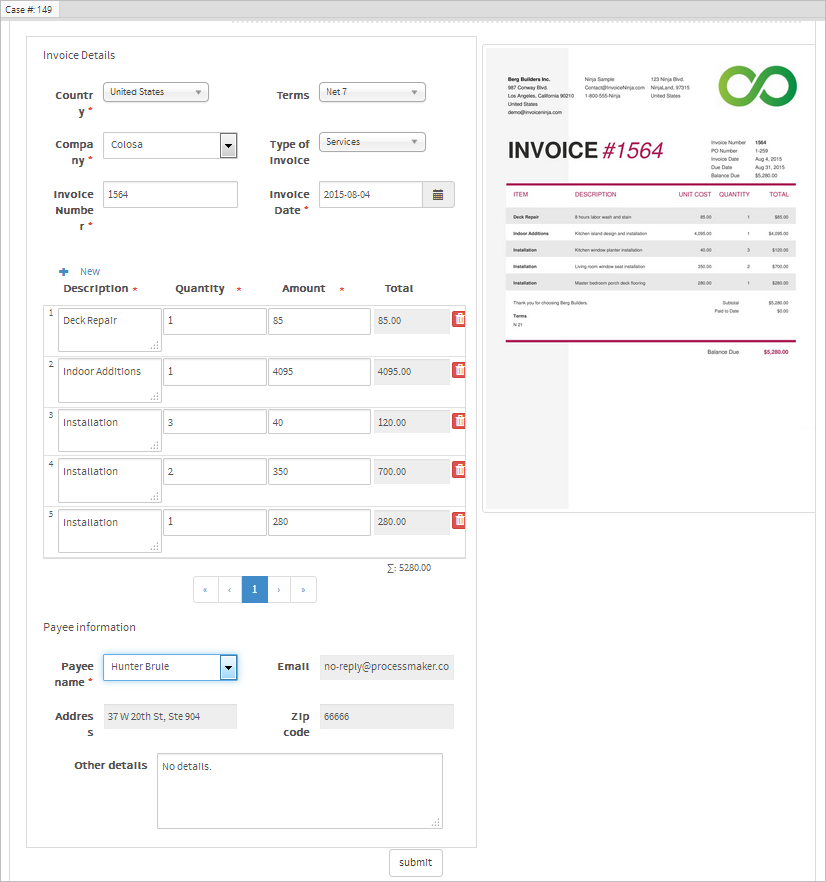 Case #: 149
Invoice Details
Country * United States
Terms Net 7
Company * Colosa
Type of Invoice Services
Invoice Number * 1564
Invoice Date * 2015-08-04
New
Description * Quantity * Amount * Total
1 Deck Repair 1 85 85.00
2 Indoor Additions 1 4095 4095.00
3 Installation 3 40 120.00
4 Installation 2 350 700.00
5 Installation 1 280 280.00
∑: 5280.00
« ‹ 1 › »
Payee information
Payee name * Hunter Brule
Email no-reply@processmaker.co
Address 37 W 20th St, Ste 904
Zip code 66666
Other details No details.
submit
Berg Builders Inc.
987 Conway Blvd.
Los Angeles, California 90210
United States
demo@invoiceninja.com
Ninja Sample
Contact@InvoiceNinja.com
1-800-555-Ninja
123 Ninja Blvd.
NinjaLand, 97315
United States
INVOICE #1564
Invoice Number 1564
PO Number 1-259
Invoice Date Aug 4, 2015
Due Date Aug 31, 2015
Balance Due $5,280.00
ITEM DESCRIPTION UNIT COST QUANTITY TOTAL
Deck Repair 8 hours labor wash and stain 85.00 1 $85.00
Indoor Additions Kitchen island design and installation 4,095.00 1 $4,095.00
Installation Kitchen window planter installation 40.00 3 $120.00
Installation Living room window seat installation 350.00 2 $700.00
Installation Master bedroom porch deck flooring 280.00 1 $280.00
Thank you for choosing Berg Builders.
Subtotal $5,280.00
Paid to Date $0.00
Terms
N 21
Balance Due $5,280.00